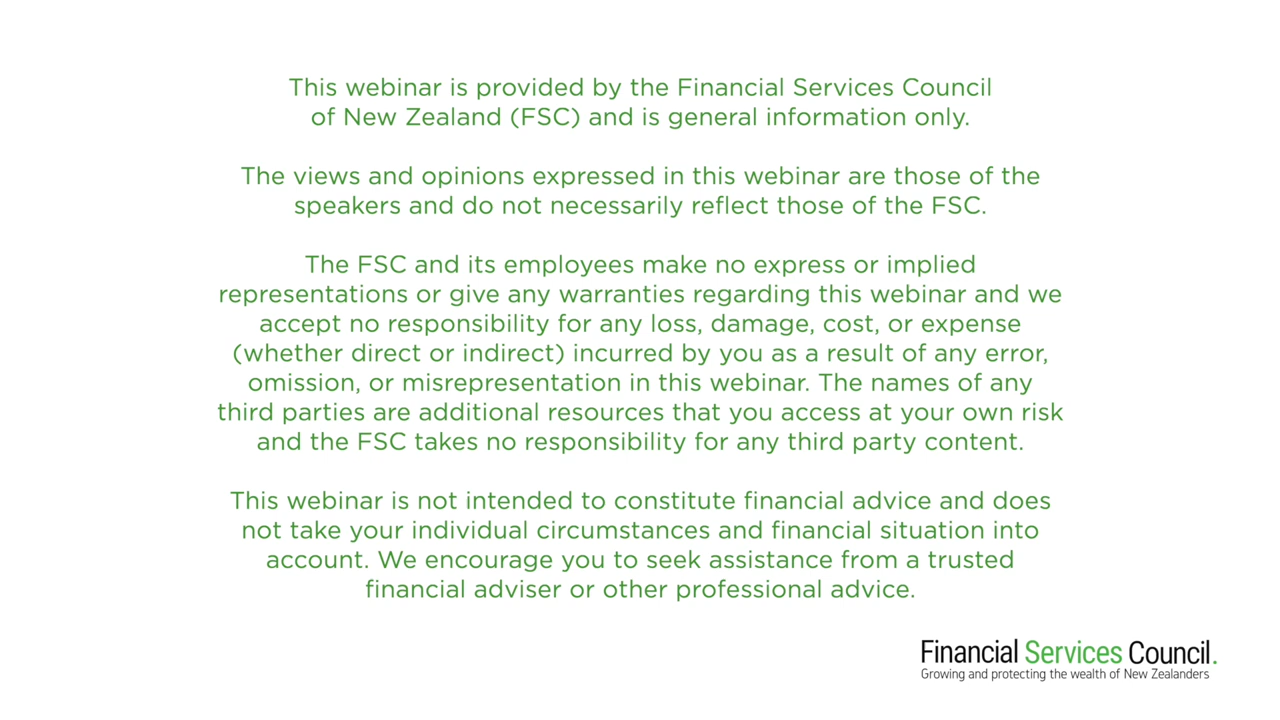 This webinar is provided by the Financial Services Council
of New Zealand (FSC) and is general information only.
The views and opinions expressed in this webinar are those of the
speakers and do not necessarily reflect those of the FSC.
The FSC and its employees make no express or implied
representations or give any warranties regarding this webinar and we
accept no responsibility for any loss, damage, cost, or expense
(whether direct or indirect) incurred by you as a result of any error,
omission, or misrepresentation in this webinar. The names of any
third parties are additional resources that you access at your own risk
and the FSC takes no responsibility for any third party content.
This webinar is not intended to constitute financial advice and does
not take your individual circumstances and financial situation into
account. We encourage you to seek assistance from a trusted
financial adviser or other professional advice.
Financial Services Council.
Growing and protecting the wealth of New Zealanders